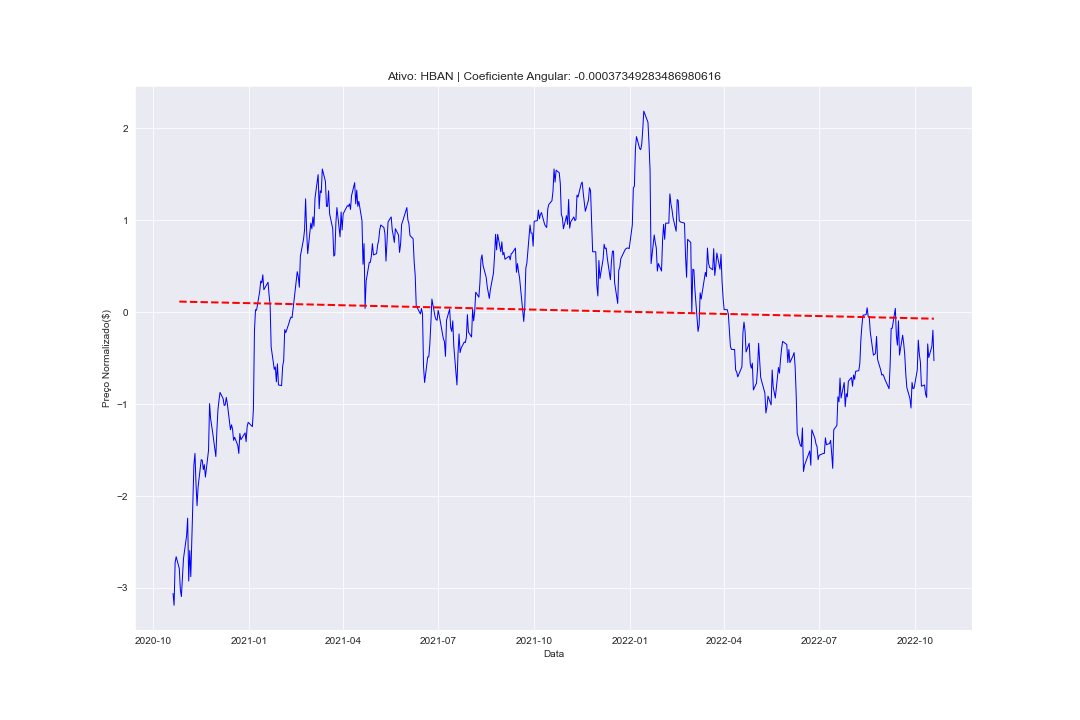 Ativo: HBAN | Coeficiente Angular: -0.00037349283486980616
Preço Normalizado($)
2
1
0
−1
−2
−3
2020-10 2021-01 2021-04 2021-07 2021-10 2022-01 2022-04 2022-07 2022-10
Data